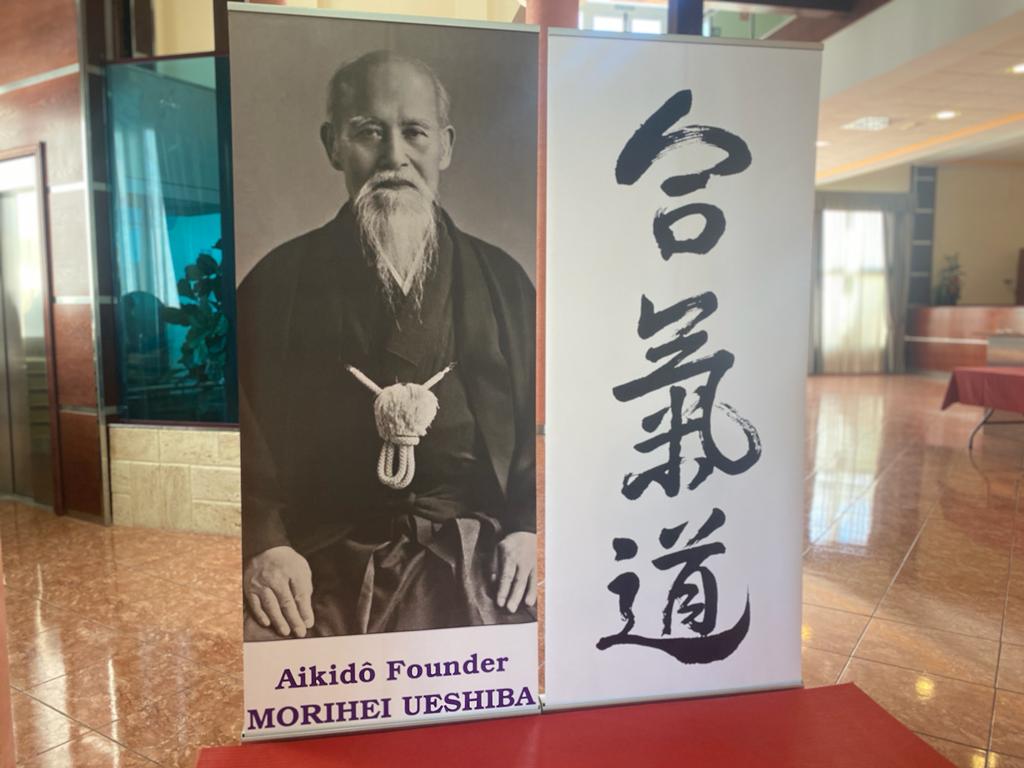 Aikidô Founder
MORIHEI UESHIBA
合氣道